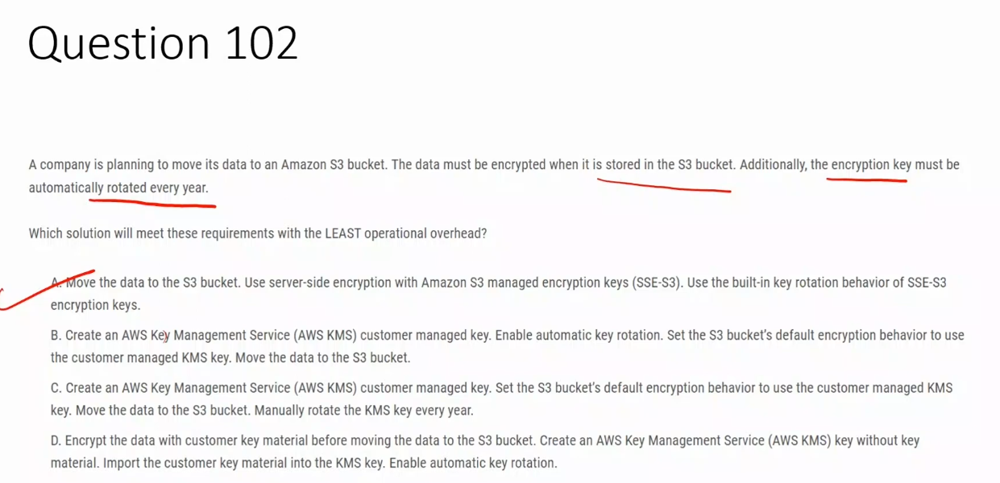 Question 102
A company is planning to move its data to an Amazon S3 bucket. The data must be encrypted when it is stored in the S3 bucket. Additionally, the encryption key must be
automatically rotated every year.
Which solution will meet these requirements with the LEAST operational overhead?
A. Move the data to the S3 bucket. Use server-side encryption with Amazon S3 managed encryption keys (SSE-S3). Use the built-in key rotation behavior of SSE-S3
encryption keys.
B. Create an AWS Key Management Service (AWS KMS) customer managed key. Enable automatic key rotation. Set the S3 bucket's default encryption behavior to use
the customer managed KMS key. Move the data to the S3 bucket.
C. Create an AWS Key Management Service (AWS KMS) customer managed key. Set the S3 bucket's default encryption behavior to use the customer managed KMS
key. Move the data to the S3 bucket. Manually rotate the KMS key every year.
D. Encrypt the data with customer key material before moving the data to the S3 bucket. Create an AWS Key Management Service (AWS KMS) key without key
material. Import the customer key material into the KMS key. Enable automatic key rotation.